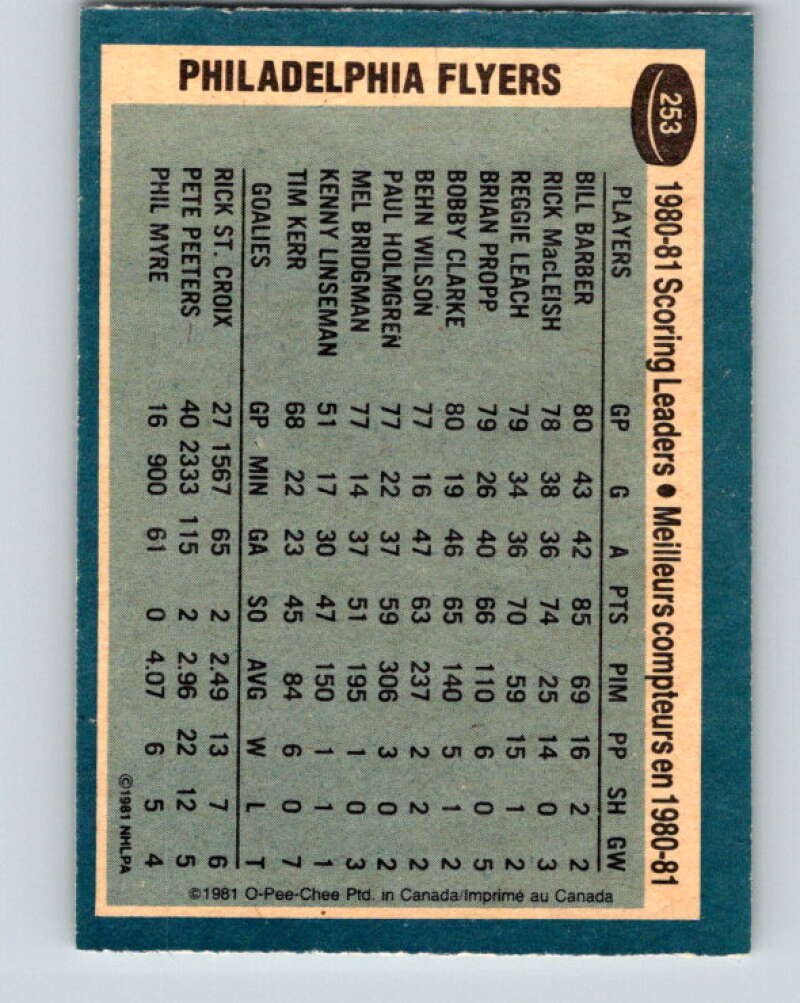 PHILADELPHIA FLYERS
253
1980-81 Scoring Leaders • Meilleurs compteurs en 1980-81
PLAYERS GP G A PTS PIM PP SH GW
BILL BARBER 80 43 42 85 69 16 2 2
RICK MacLEISH 78 38 36 74 25 14 0 3
REGGIE LEACH 79 34 36 70 59 15 1 2
BRIAN PROPP 79 26 40 66 110 6 0 5
BOBBY CLARKE 80 19 46 65 140 5 1 2
BEHN WILSON 77 16 47 63 237 2 2 2
PAUL HOLMGREN 77 22 37 59 306 3 0 2
MEL BRIDGMAN 77 14 37 51 195 1 0 3
KENNY LINSEMAN 51 17 30 47 150 1 1 1
TIM KERR 68 22 23 45 84 6 0 7
GOALIES GP MIN GA SO AVG W L T
RICK ST. CROIX 27 1567 65 2 2.49 13 7 6
PETE PEETERS 40 2333 115 2 2.96 22 12 5
PHIL MYRE 16 900 61 0 4.07 6 5 4
©1981 NHLPA
©1981 O-Pee-Chee Ptd. in Canada/Imprimé au Canada